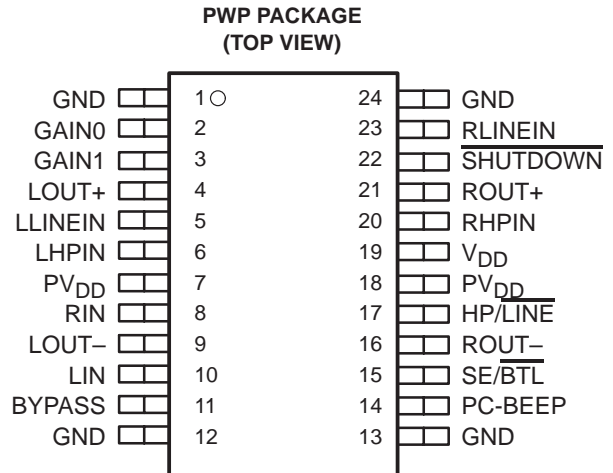 PWP PACKAGE
(TOP VIEW)
GND 1 24 GND
GAIN0 2 23 RLINEIN
GAIN1 3 22 SHUTDOWN
LOUT+ 4 21 ROUT+
LLINEIN 5 20 RHPIN
LHPIN 6 19 VDD
PVDD 7 18 PVDD
RIN 8 17 HP/LINE
LOUT– 9 16 ROUT–
LIN 10 15 SE/BTL
BYPASS 11 14 PC-BEEP
GND 12 13 GND